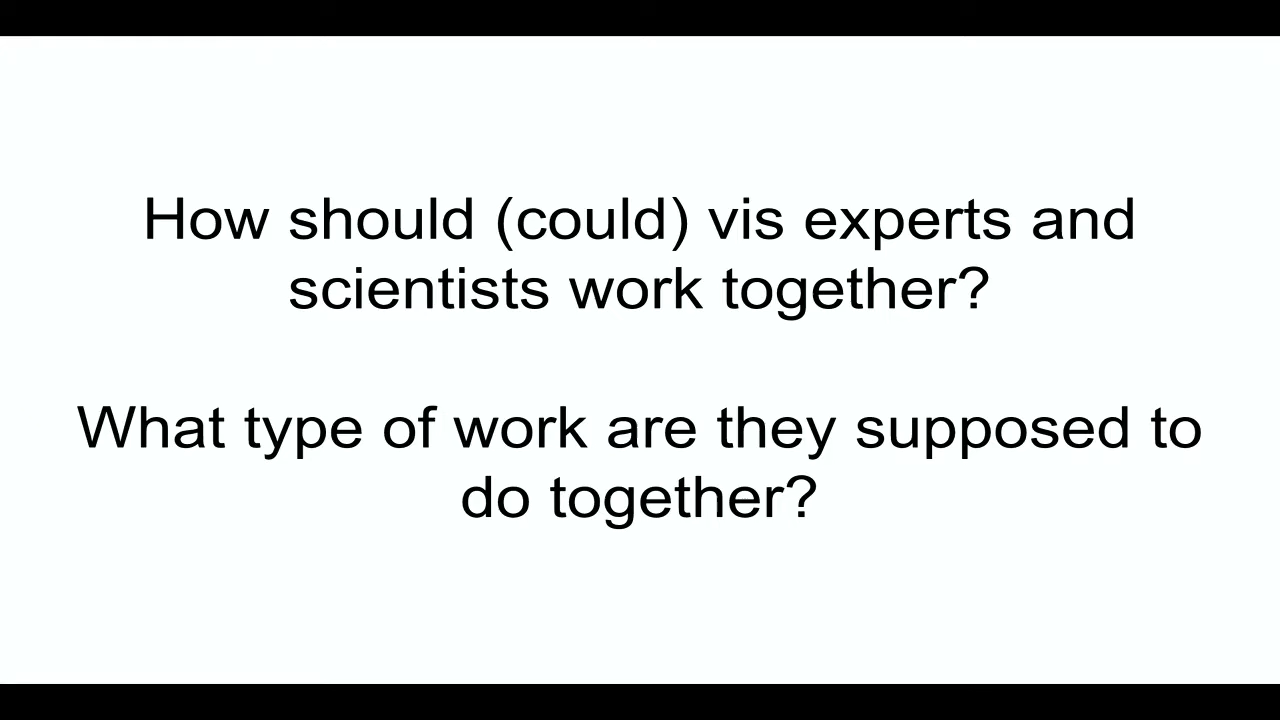 How should (could) vis experts and
scientists work together?
What type of work are they supposed to
do together?